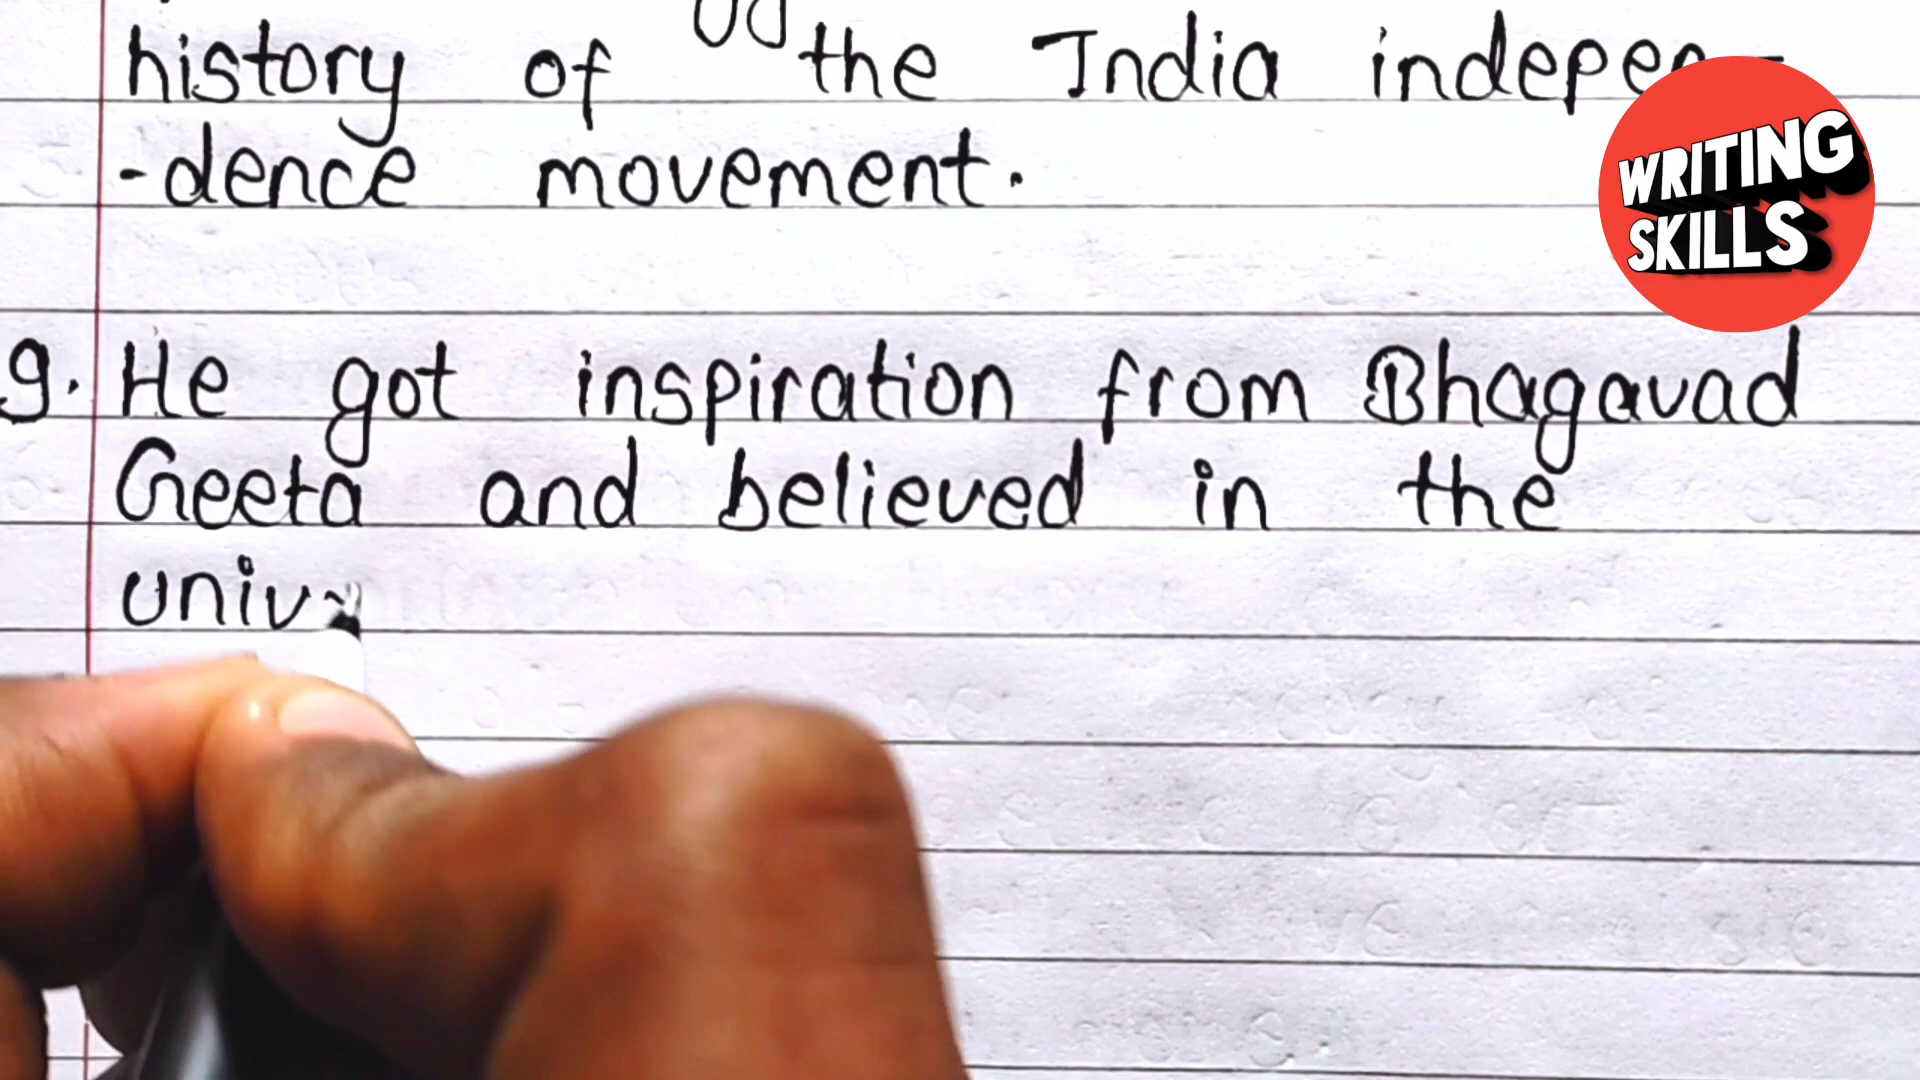 history of the India indepen-
-dence movement.
WRITING
SKILLS
9. He got inspiration from Bhagavad
Geeta and believed in the
univ